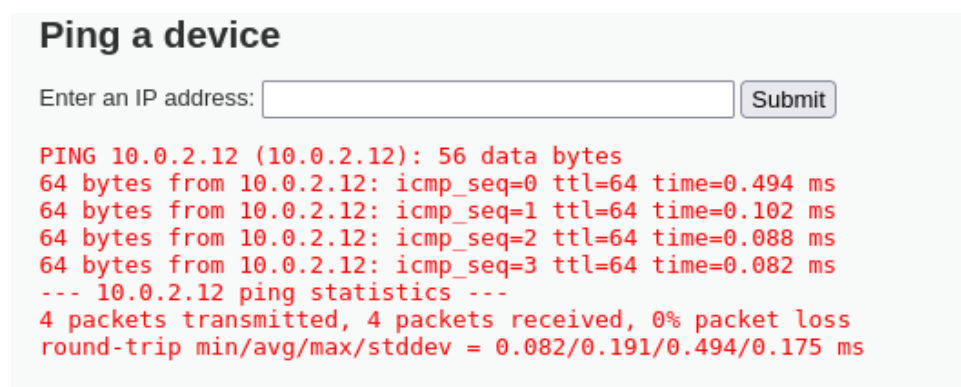 Ping a device
Enter an IP address: Submit
PING 10.0.2.12 (10.0.2.12): 56 data bytes
64 bytes from 10.0.2.12: icmp_seq=0 ttl=64 time=0.494 ms
64 bytes from 10.0.2.12: icmp_seq=1 ttl=64 time=0.102 ms
64 bytes from 10.0.2.12: icmp_seq=2 ttl=64 time=0.088 ms
64 bytes from 10.0.2.12: icmp_seq=3 ttl=64 time=0.082 ms
--- 10.0.2.12 ping statistics ---
4 packets transmitted, 4 packets received, 0% packet loss
round-trip min/avg/max/stddev = 0.082/0.191/0.494/0.175 ms